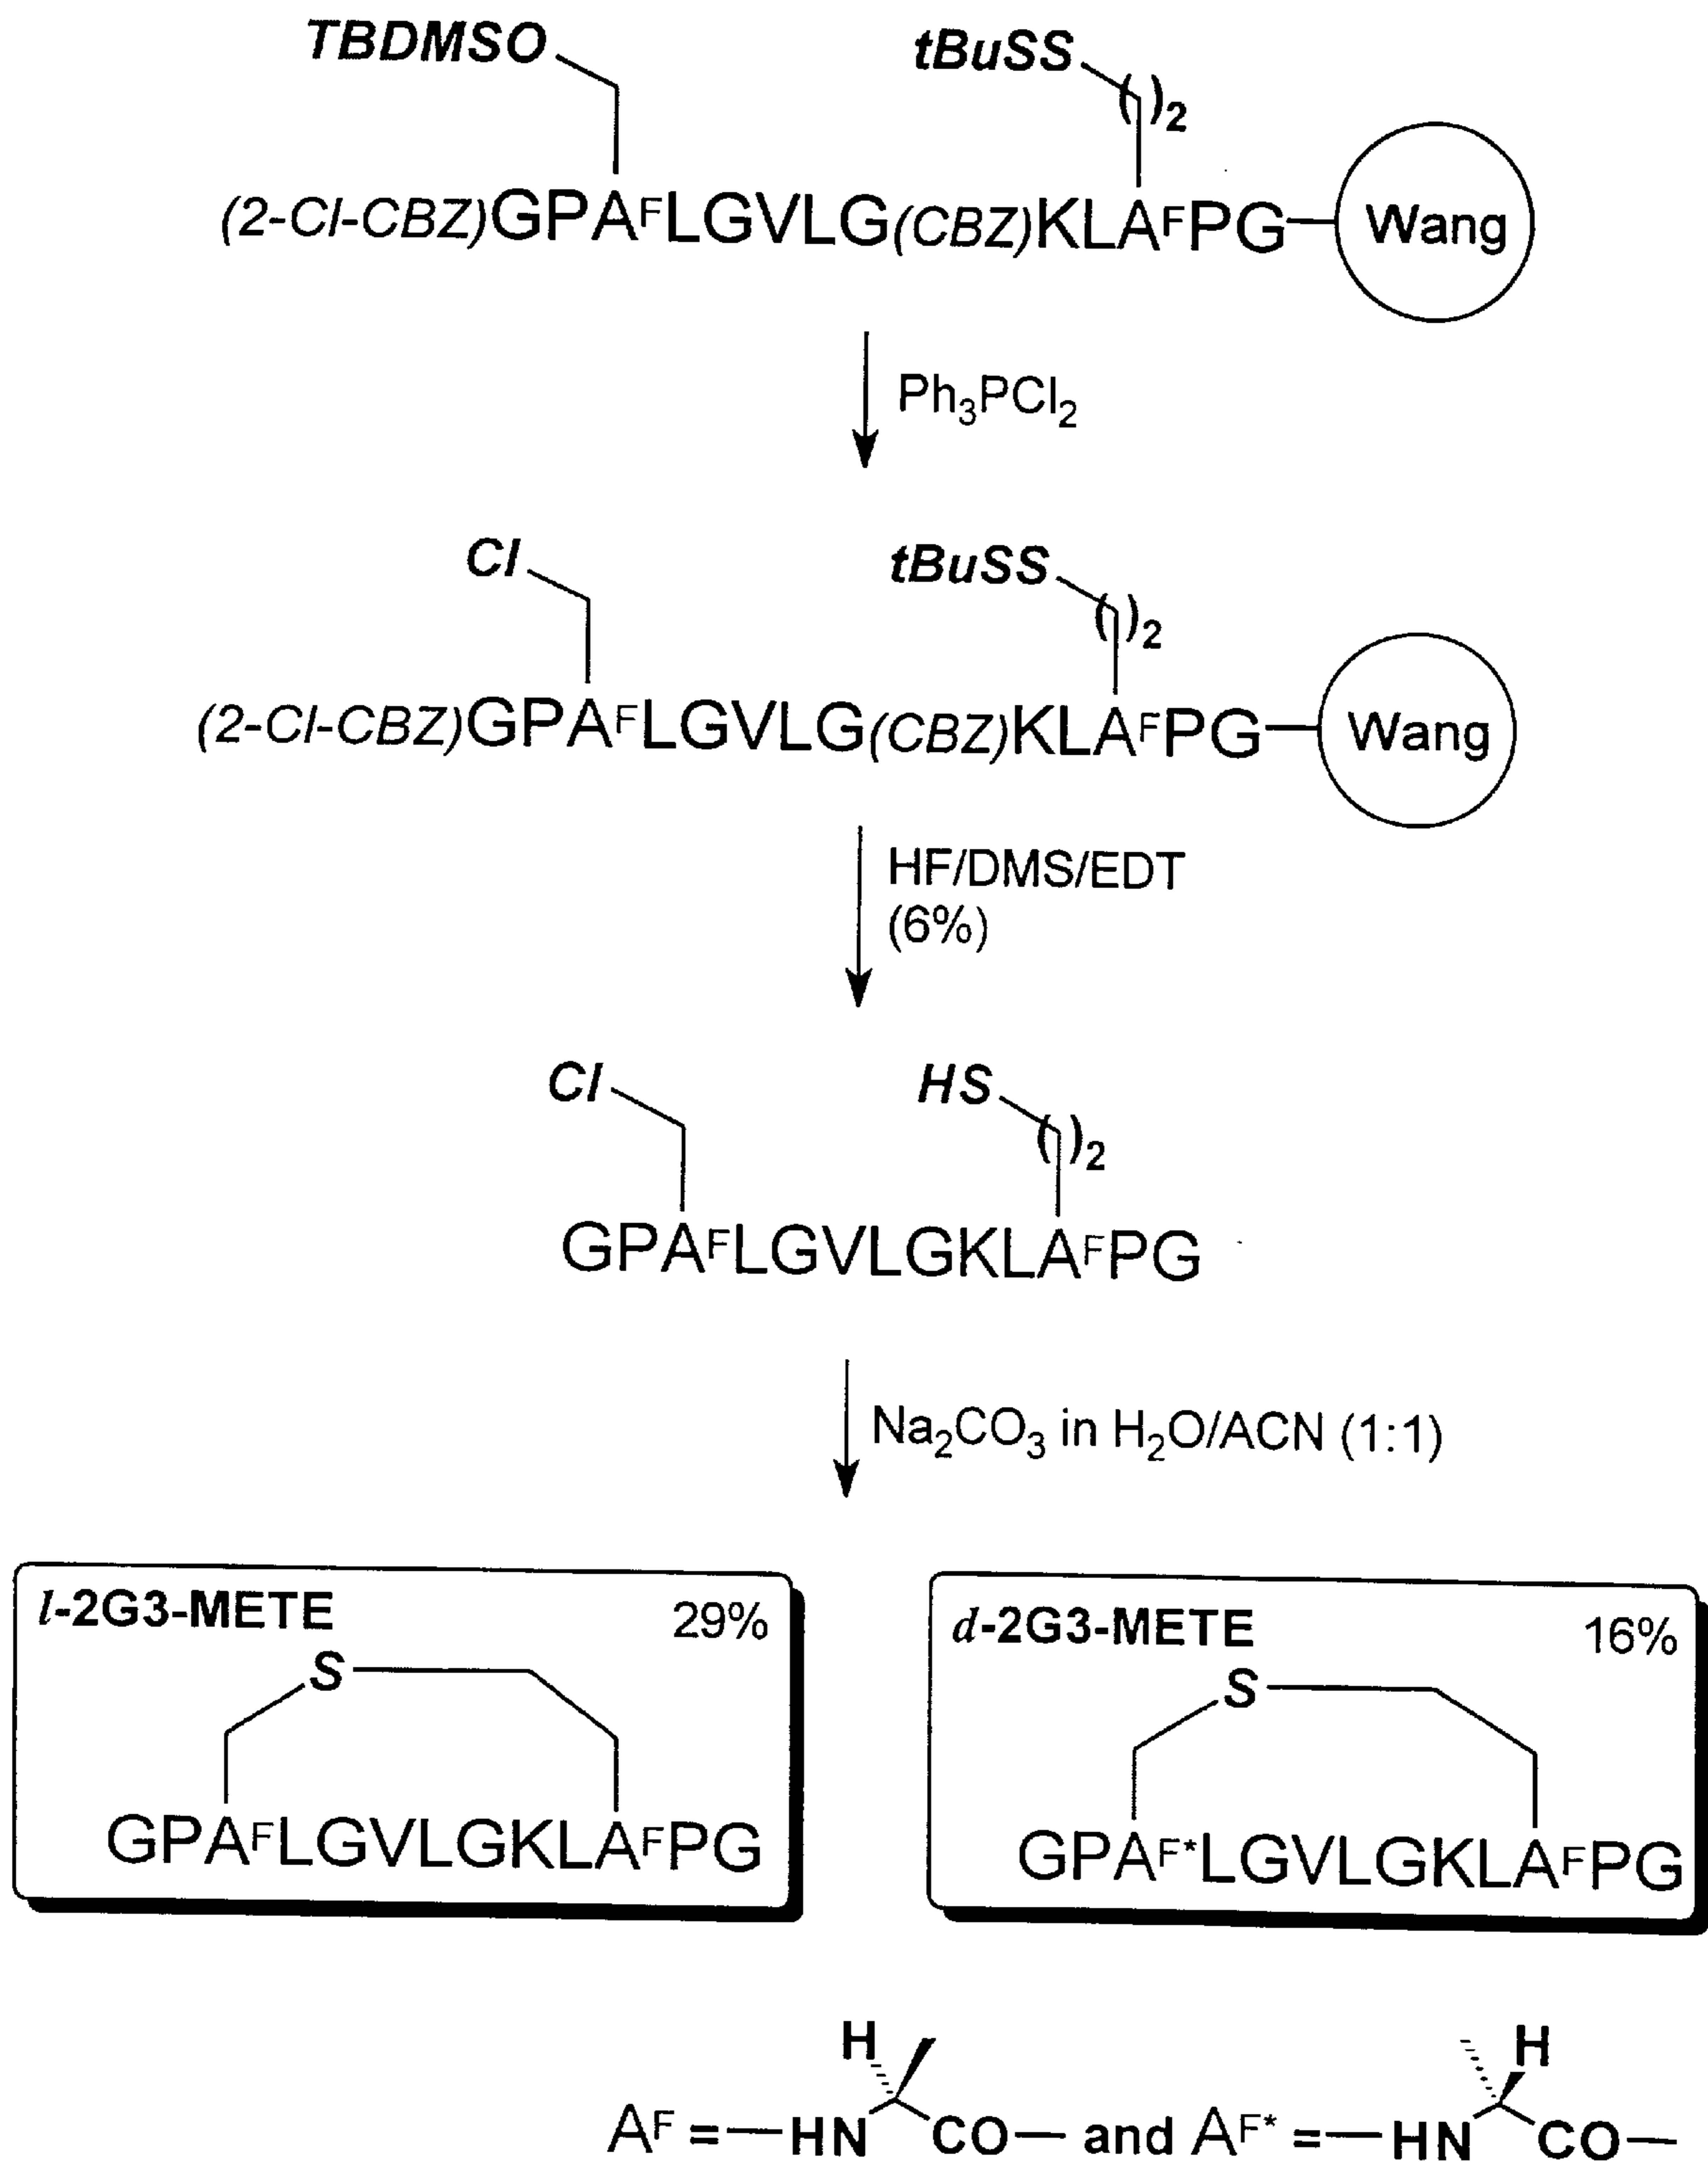 TBDMSO tBuSS
( )2
(2-Cl-CBZ)GPAFLGVLG(CBZ)KLAFPG Wang
Ph3PCl2
Cl tBuSS
( )2
(2-Cl-CBZ)GPAFLGVLG(CBZ)KLAFPG Wang
HF/DMS/EDT
(6%)
Cl HS
( )2
GPAFLGVLGKLAFPG
Na2CO3 in H2O/ACN (1:1)
l-2G3-METE 29%
S
GPAFLGVLGKLAFPG
d-2G3-METE 16%
S
GPAF*LGVLGKLAFPG
H H
AF = HN CO and AF* = HN CO